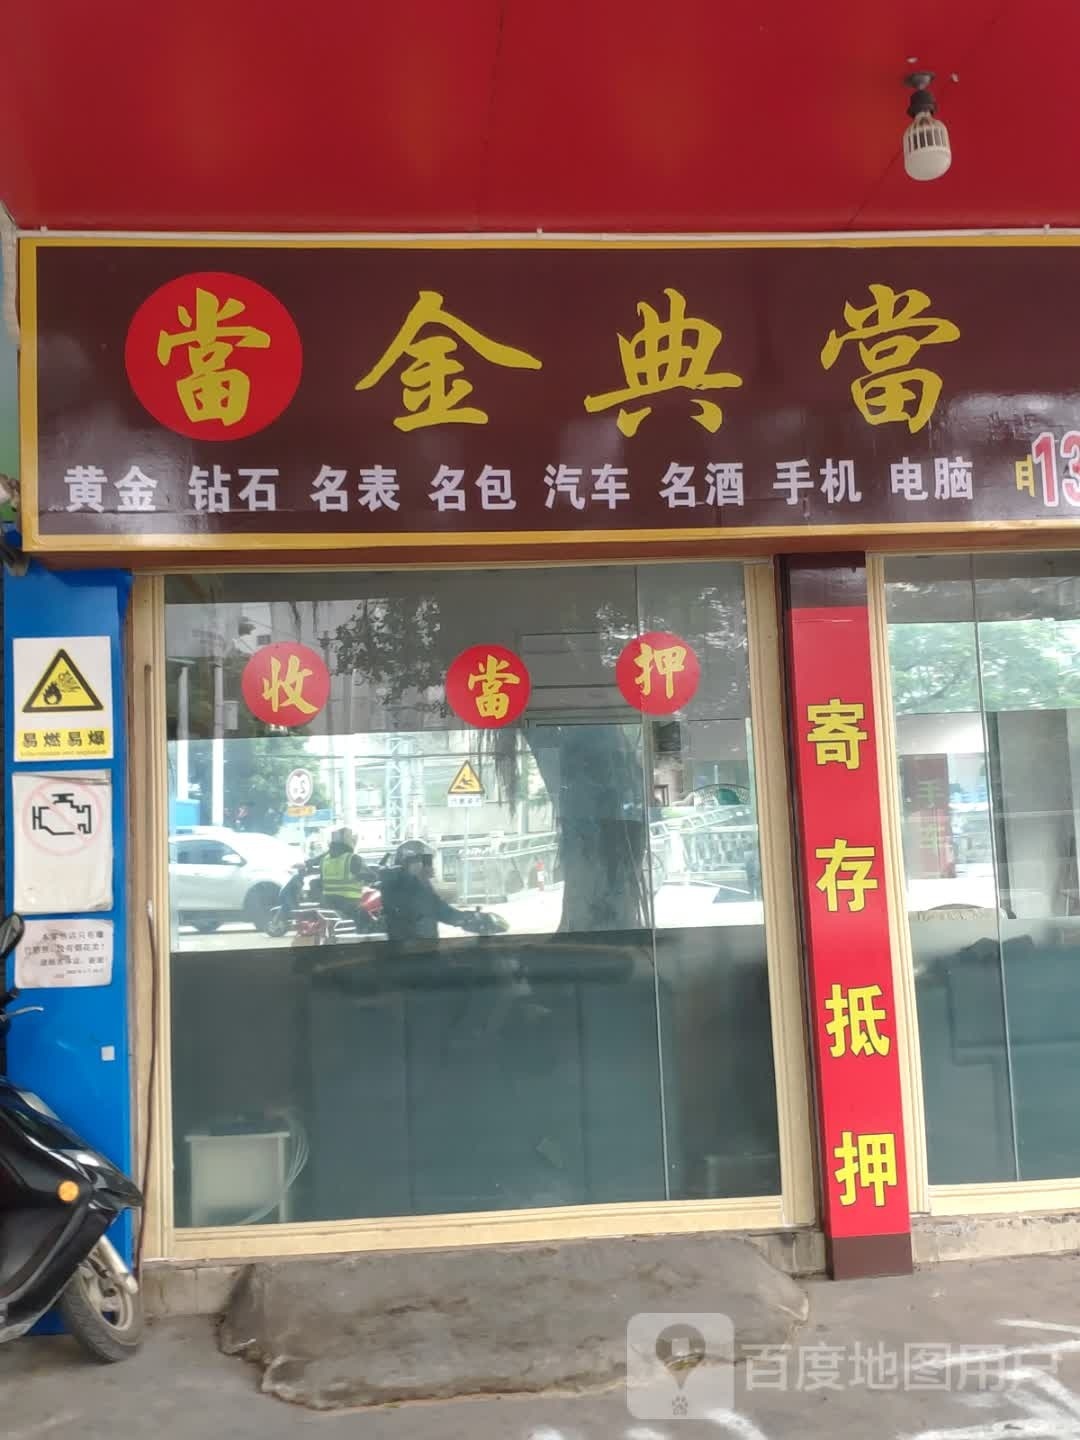 當 金典當
黄金 钻石 名表 名包 汽车 名酒 手机 电脑
13
收 當 押
寄存抵押
易燃易爆
百度地图用户